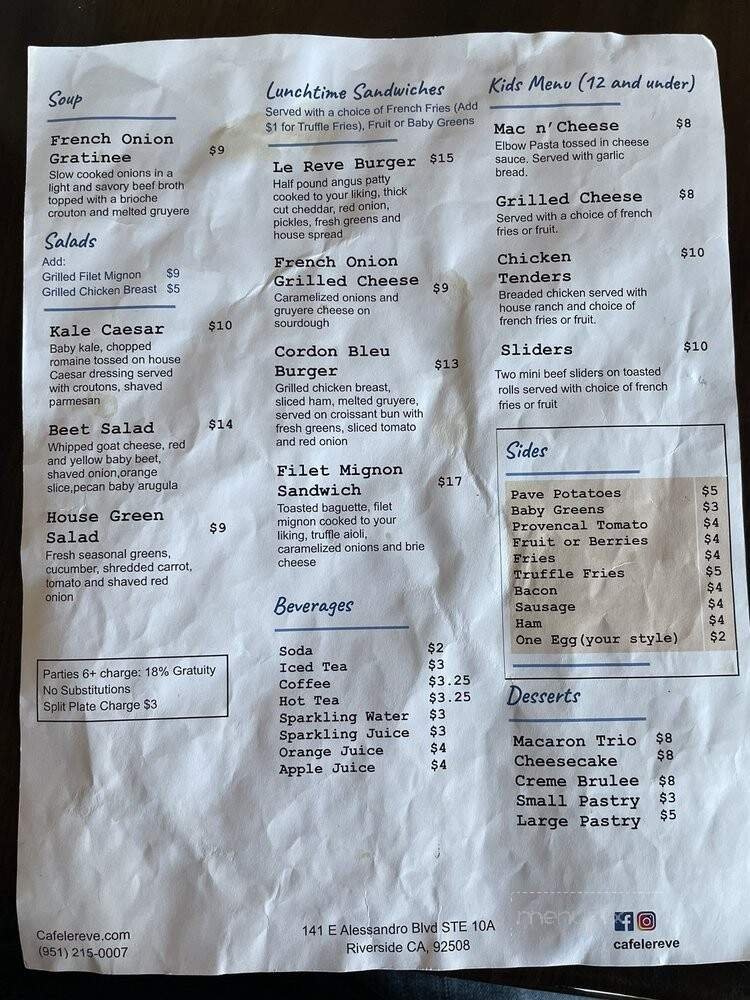 Soup
French Onion
Gratinee
$9
Slow cooked onions in a
light and savory beef broth
topped with a brioche
crouton and melted gruyere
Salads
Add:
Grilled Filet Mignon $9
Grilled Chicken Breast $5
Kale Caesar $10
Baby kale, chopped
romaine tossed on house
Caesar dressing served
with croutons, shaved
parmesan
Beet Salad $14
Whipped goat cheese, red
and yellow baby beet,
shaved onion,orange
slice,pecan baby arugula
House Green
Salad
$9
Fresh seasonal greens,
cucumber, shredded carrot,
tomato and shaved red
onion
Parties 6+ charge: 18% Gratuity
No Substitutions
Split Plate Charge $3
Lunchtime Sandwiches
Served with a choice of French Fries (Add
$1 for Truffle Fries), Fruit or Baby Greens
Le Reve Burger $15
Half pound angus patty
cooked to your liking, thick
cut cheddar, red onion,
pickles, fresh greens and
house spread
French Onion
Grilled Cheese $9
Caramelized onions and
gruyere cheese on
sourdough
Cordon Bleu
Burger $13
Grilled chicken breast,
sliced ham, melted gruyere,
served on croissant bun with
fresh greens, sliced tomato
and red onion
Filet Mignon
Sandwich $17
Toasted baguette, filet
mignon cooked to your
liking, truffle aioli,
caramelized onions and brie
cheese
Beverages
Soda $2
Iced Tea $3
Coffee $3.25
Hot Tea $3.25
Sparkling Water $3
Sparkling Juice $3
Orange Juice $4
Apple Juice $4
Kids Menu (12 and under)
Mac n'Cheese $8
Elbow Pasta tossed in cheese
sauce. Served with garlic
bread.
Grilled Cheese $8
Served with a choice of french
fries or fruit.
Chicken $10
Tenders
Breaded chicken served with
house ranch and choice of
french fries or fruit.
Sliders $10
Two mini beef sliders on toasted
rolls served with choice of french
fries or fruit
Sides
Pave Potatoes $5
Baby Greens $3
Provencal Tomato $4
Fruit or Berries $4
Fries $4
Truffle Fries $5
Bacon $4
Sausage $4
Ham $4
One Egg(your style) $2
Desserts
Macaron Trio $8
Cheesecake $8
Creme Brulee $8
Small Pastry $3
Large Pastry $5
Cafelereve.com
(951) 215-0007
141 E Alessandro Blvd STE 10A
Riverside CA, 92508
cafelereve